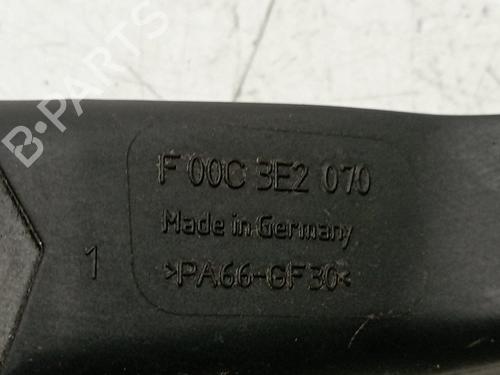 B-PARTS
F 00C 3E2 070
Made in Germany
1
>PA66-GF30<